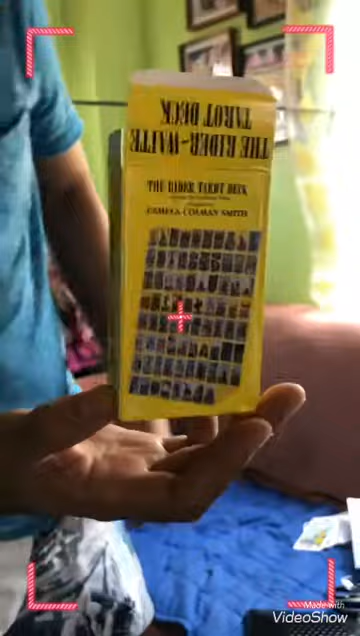 THE RIDER-WAITE
TAROT DECK
THE RIDER TAROT DECK
PAMELA COLMAN SMITH
Made with
VideoShow